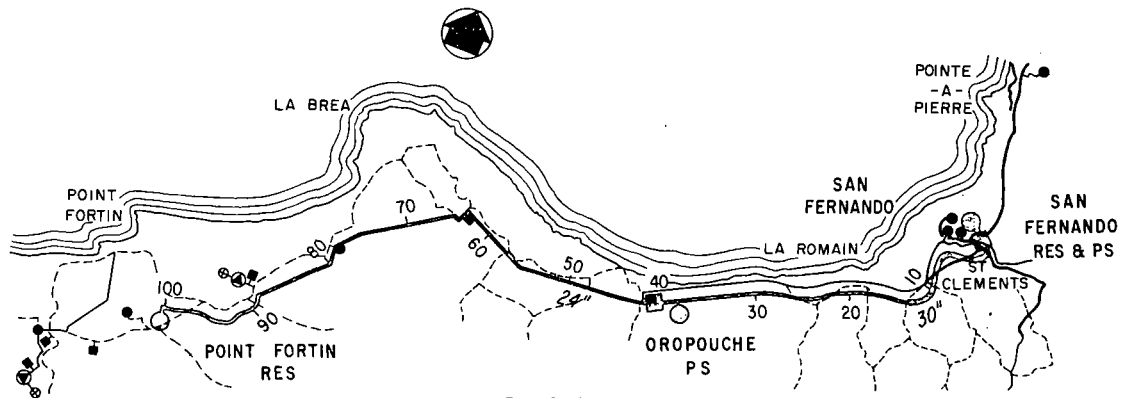 POINTE
-A-
PIERRE
LA BREA
POINT
FORTIN
SAN
FERNANDO
SAN
FERNANDO
RES & PS
LA ROMAIN
ST
CLEMENTS
100
90
80
70
60
50
40
30
20
10
24"
30"
POINT FORTIN
RES
OROPOUCHE
PS